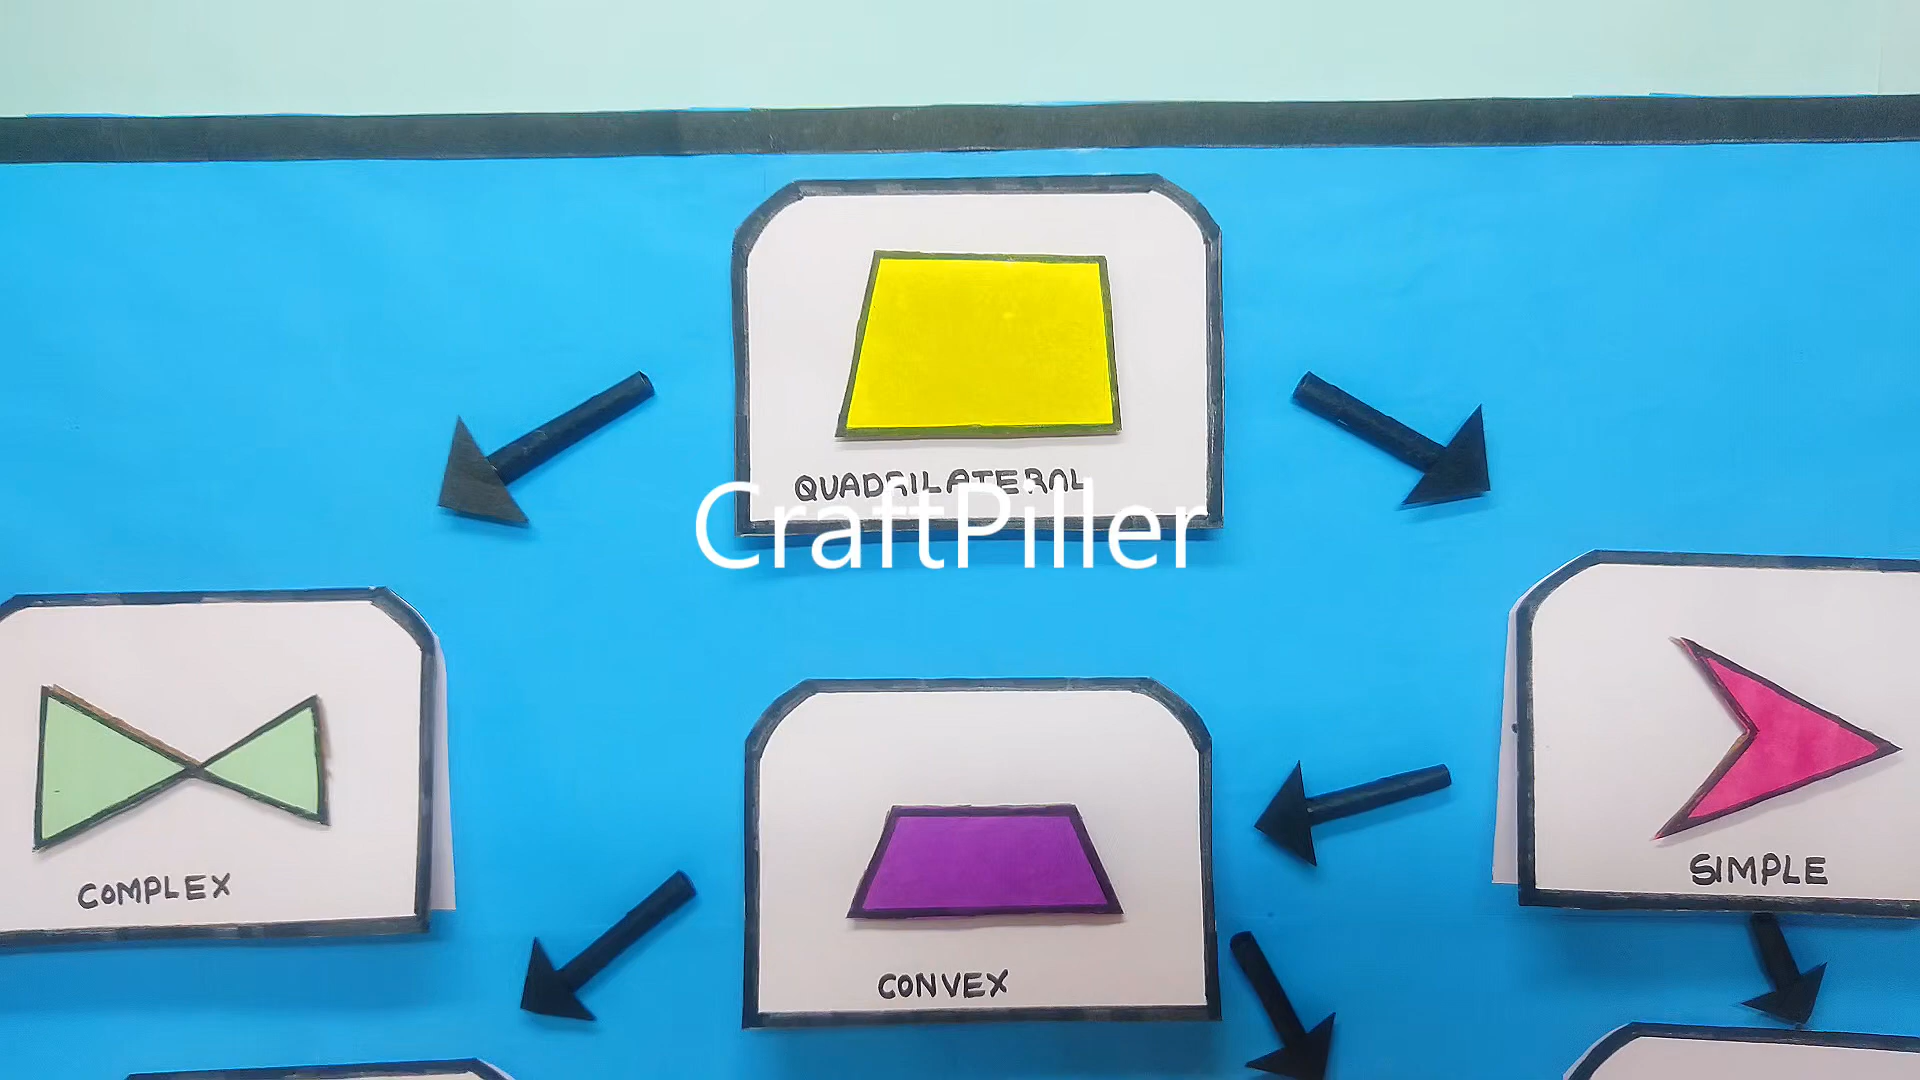 QUADRILATERAL
CraftPiller
COMPLEX
SIMPLE
CONVEX